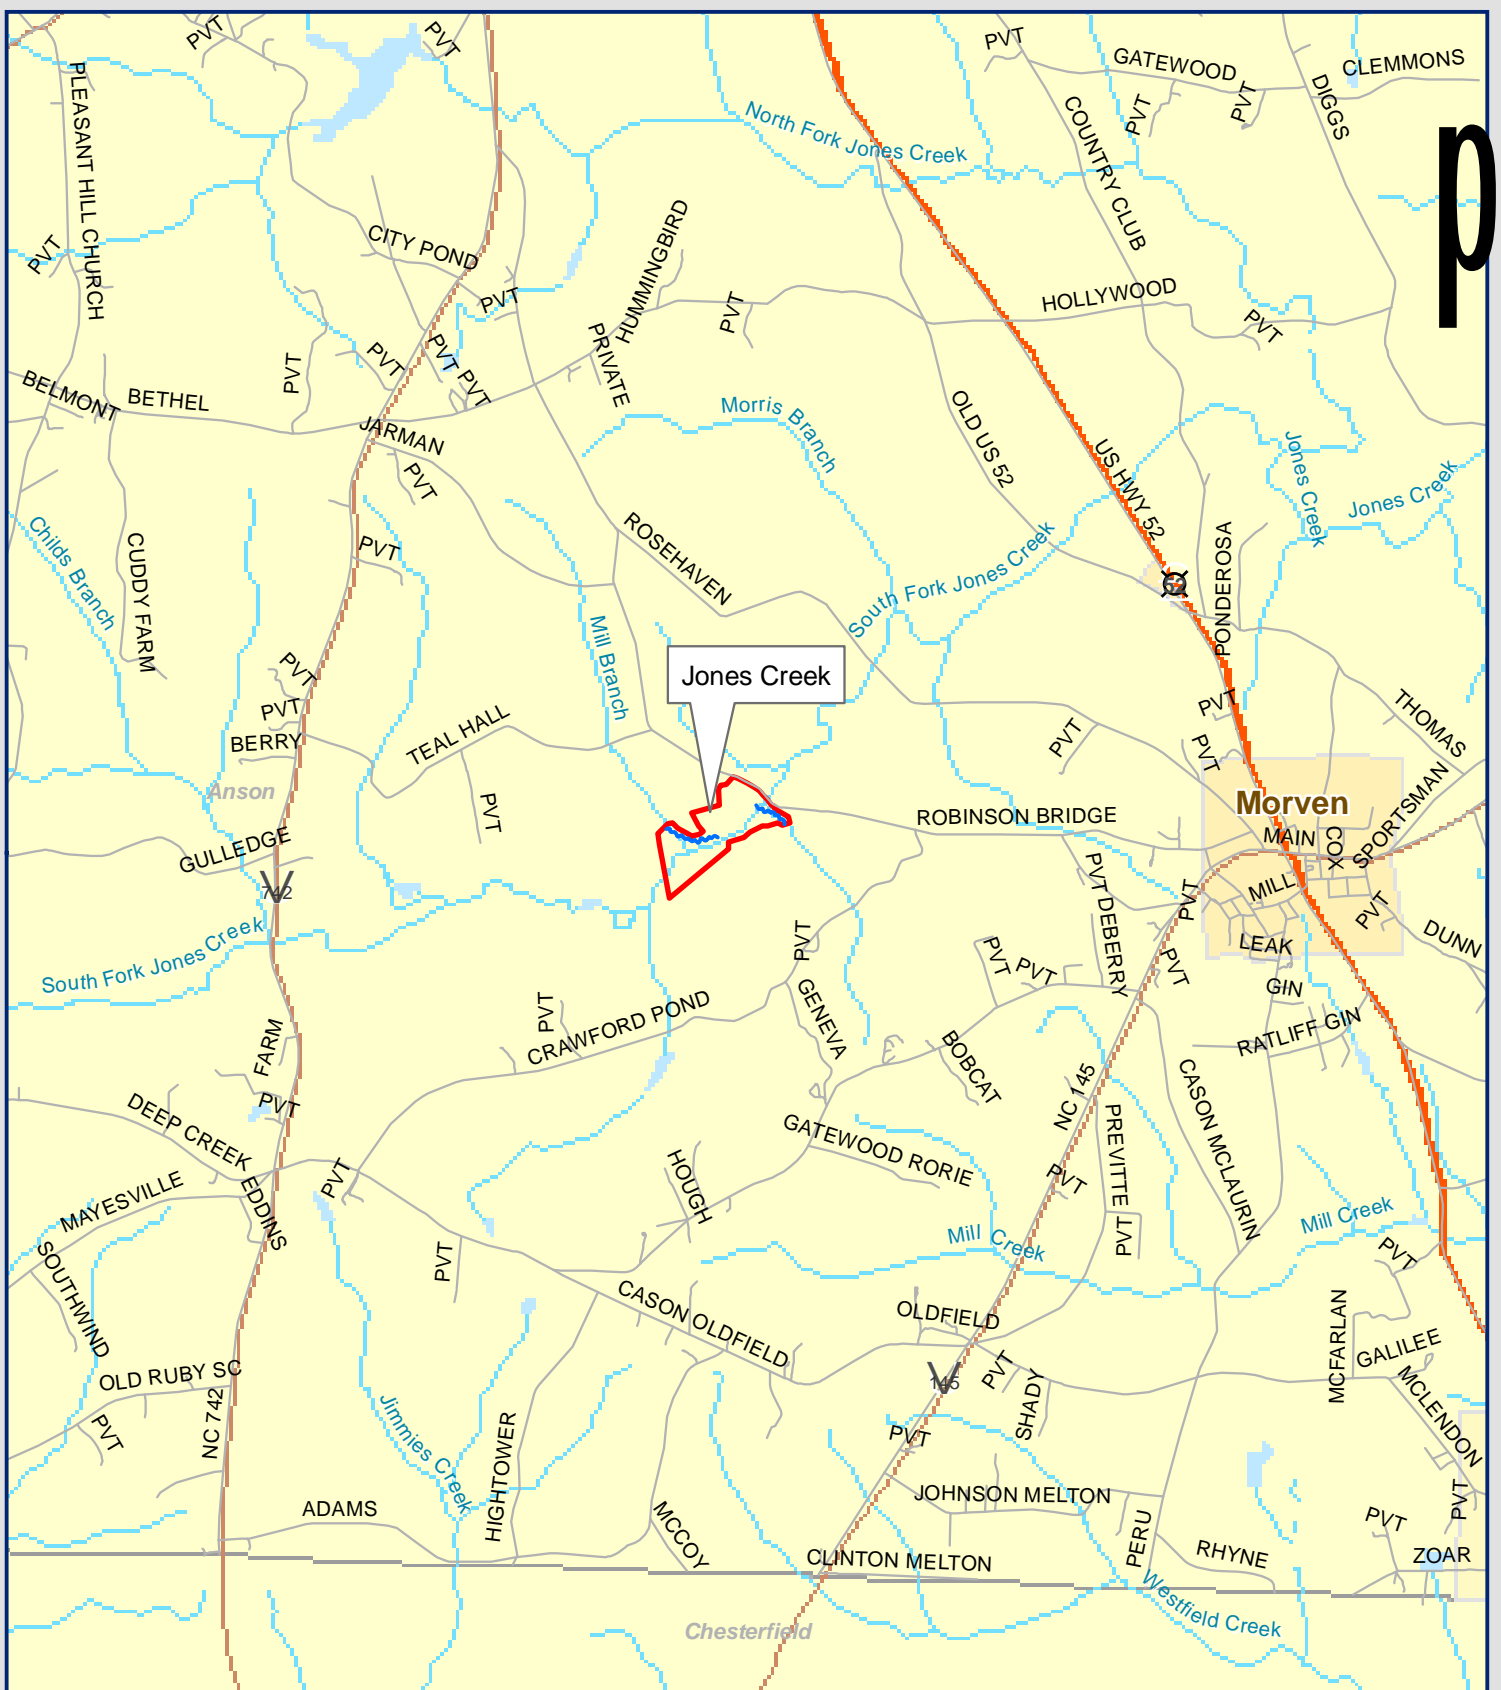 PVT
PVT
PVT
GATEWOOD
CLEMMONS
PLEASANT HILL CHURCH
DIGGS
PVT
PVT
COUNTRY CLUB
North Fork Jones Creek
p
PVT
CITY POND
PVT
HUMMINGBIRD
PVT
HOLLYWOOD
PVT
PRIVATE
PVT
PVT
PVT
PVT
BELMONT
BETHEL
JARMAN
PVT
Morris Branch
OLD US 52
US HWY 52
Jones Creek
Jones Creek
Childs Branch
CUDDY FARM
PVT
ROSEHAVEN
South Fork Jones Creek
52
PONDEROSA
Mill Branch
Jones Creek
PVT
PVT
BERRY
TEAL HALL
PVT
PVT
PVT
THOMAS
Anson
PVT
Morven
SPORTSMAN
ROBINSON BRIDGE
MAIN
COX
GULLEDGE
742
PVT
DEBERRY
PVT
MILL
PVT
DUNN
LEAK
South Fork Jones Creek
PVT
PVT
PVT
PVT
GIN
PVT
CRAWFORD POND
GENEVA
RATLIFF GIN
FARM
BOBCAT
NC 145
CASON MCLAURIN
PVT
DEEP CREEK
GATEWOOD RORIE
PREVITTE
PVT
HOUGH
PVT
MAYESVILLE
EDDINS
Mill Creek
PVT
Mill Creek
PVT
PVT
SOUTHWIND
CASON OLDFIELD
OLDFIELD
MCFARLAN
GALILEE
OLD RUBY SC
145
PVT
SHADY
MCLENDON
NC 742
PVT
Jimmies Creek
HIGHTOWER
PVT
JOHNSON MELTON
PVT
PVT
ADAMS
MCCOY
CLINTON MELTON
PERU
RHYNE
ZOAR
Westfield Creek
Chesterfield